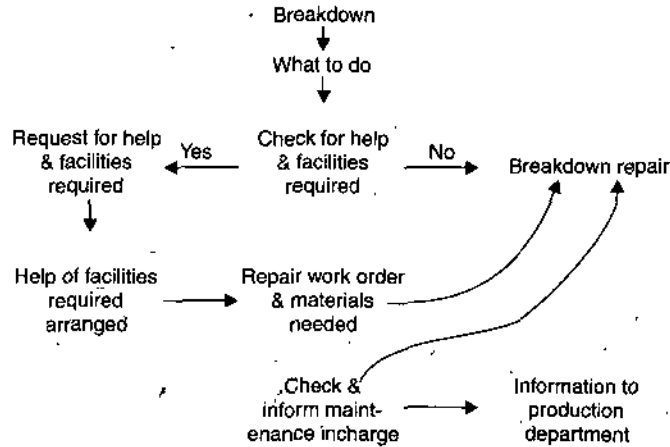 Breakdown
What to do
Request for help
& facilities
required
Yes
Check for help
& facilities
required
No
Breakdown repair
Help of facilities
required
arranged
Repair work order
& materials
needed
Check &
inform maint-
enance incharge
Information to
production
department